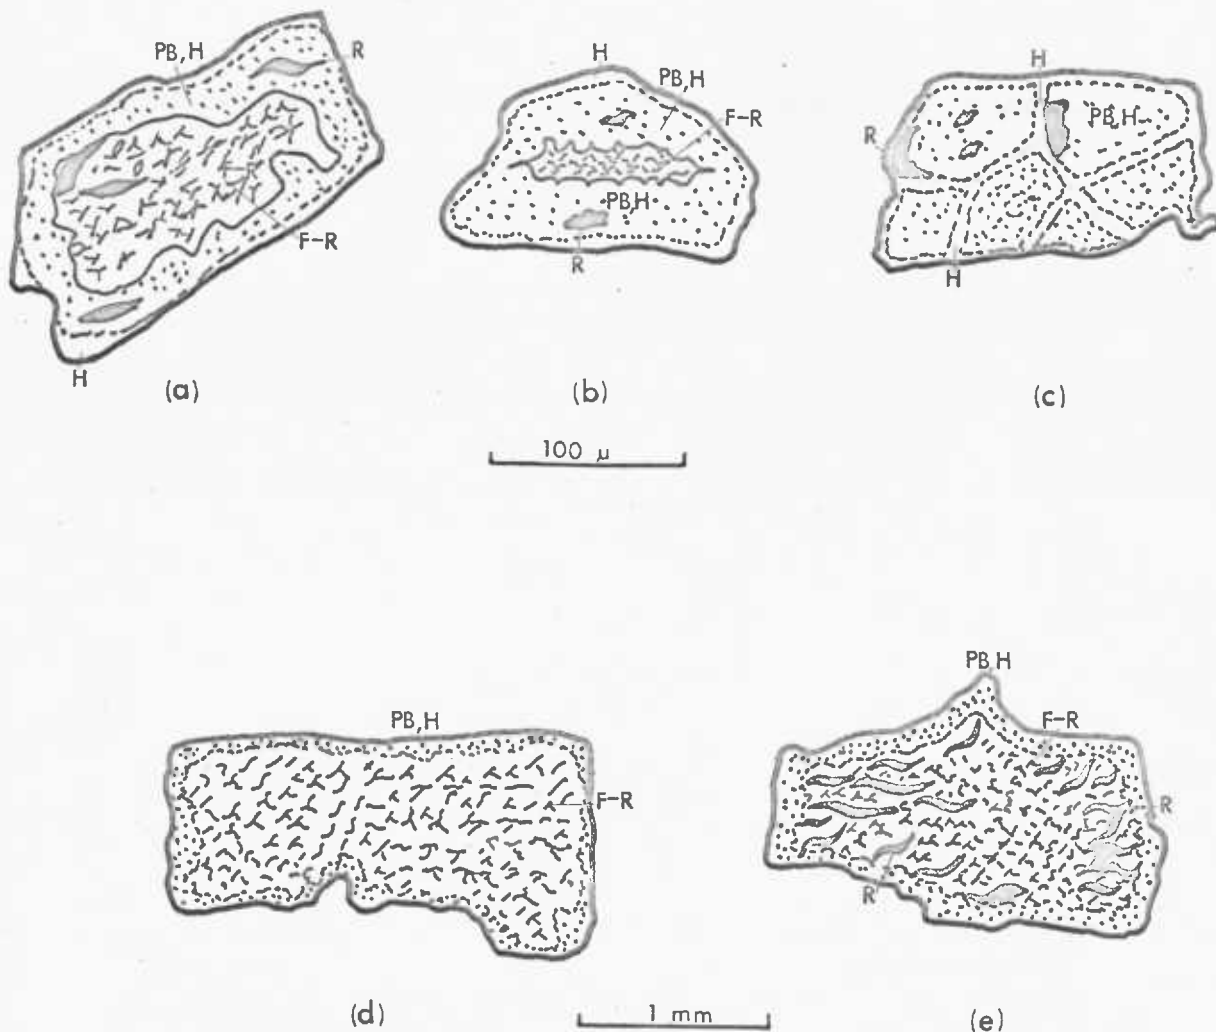 PB,H
R
F-R
H
(a)
H
PB,H
F-R
PB,H
R
(b)
H
R
PB,H
H
(c)
100 μ
PB,H
F-R
(d)
PB,H
F-R
R
R
(e)
1 mm